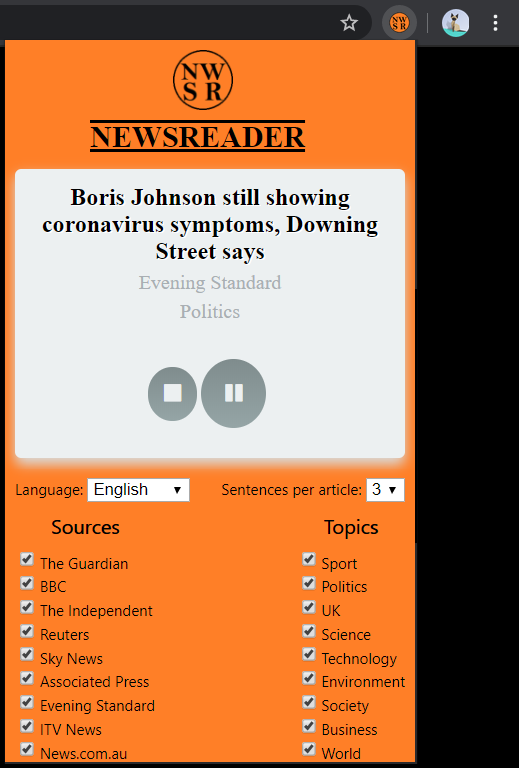 NW
S R
NW
S R
NEWSREADER
Boris Johnson still showing
coronavirus symptoms, Downing
Street says
Evening Standard
Politics
Language: English Sentences per article: 3
Sources Topics
The Guardian Sport
BBC Politics
The Independent UK
Reuters Science
Sky News Technology
Associated Press Environment
Evening Standard Society
ITV News Business
News.com.au World